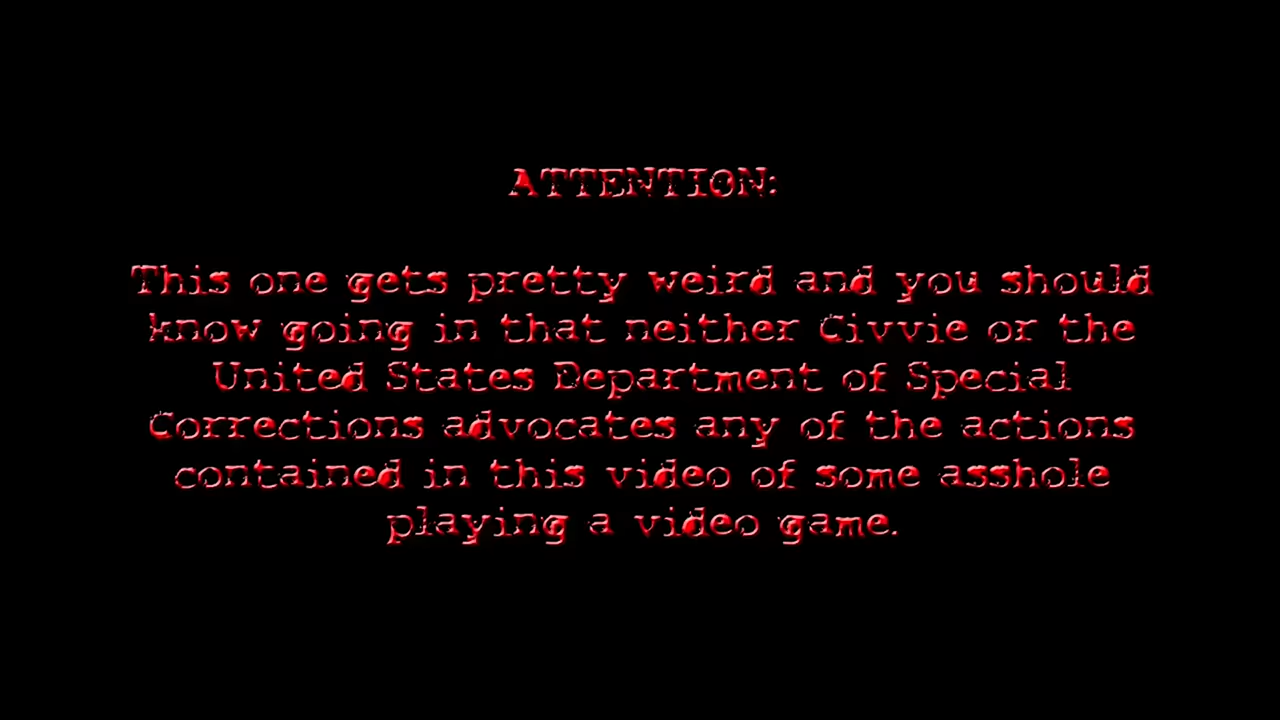 ATTENTION:
This one gets pretty weird and you should
know going in that neither Civvie or the
United States Department of Special
Corrections advocates any of the actions
contained in this video of some asshole
playing a video game.